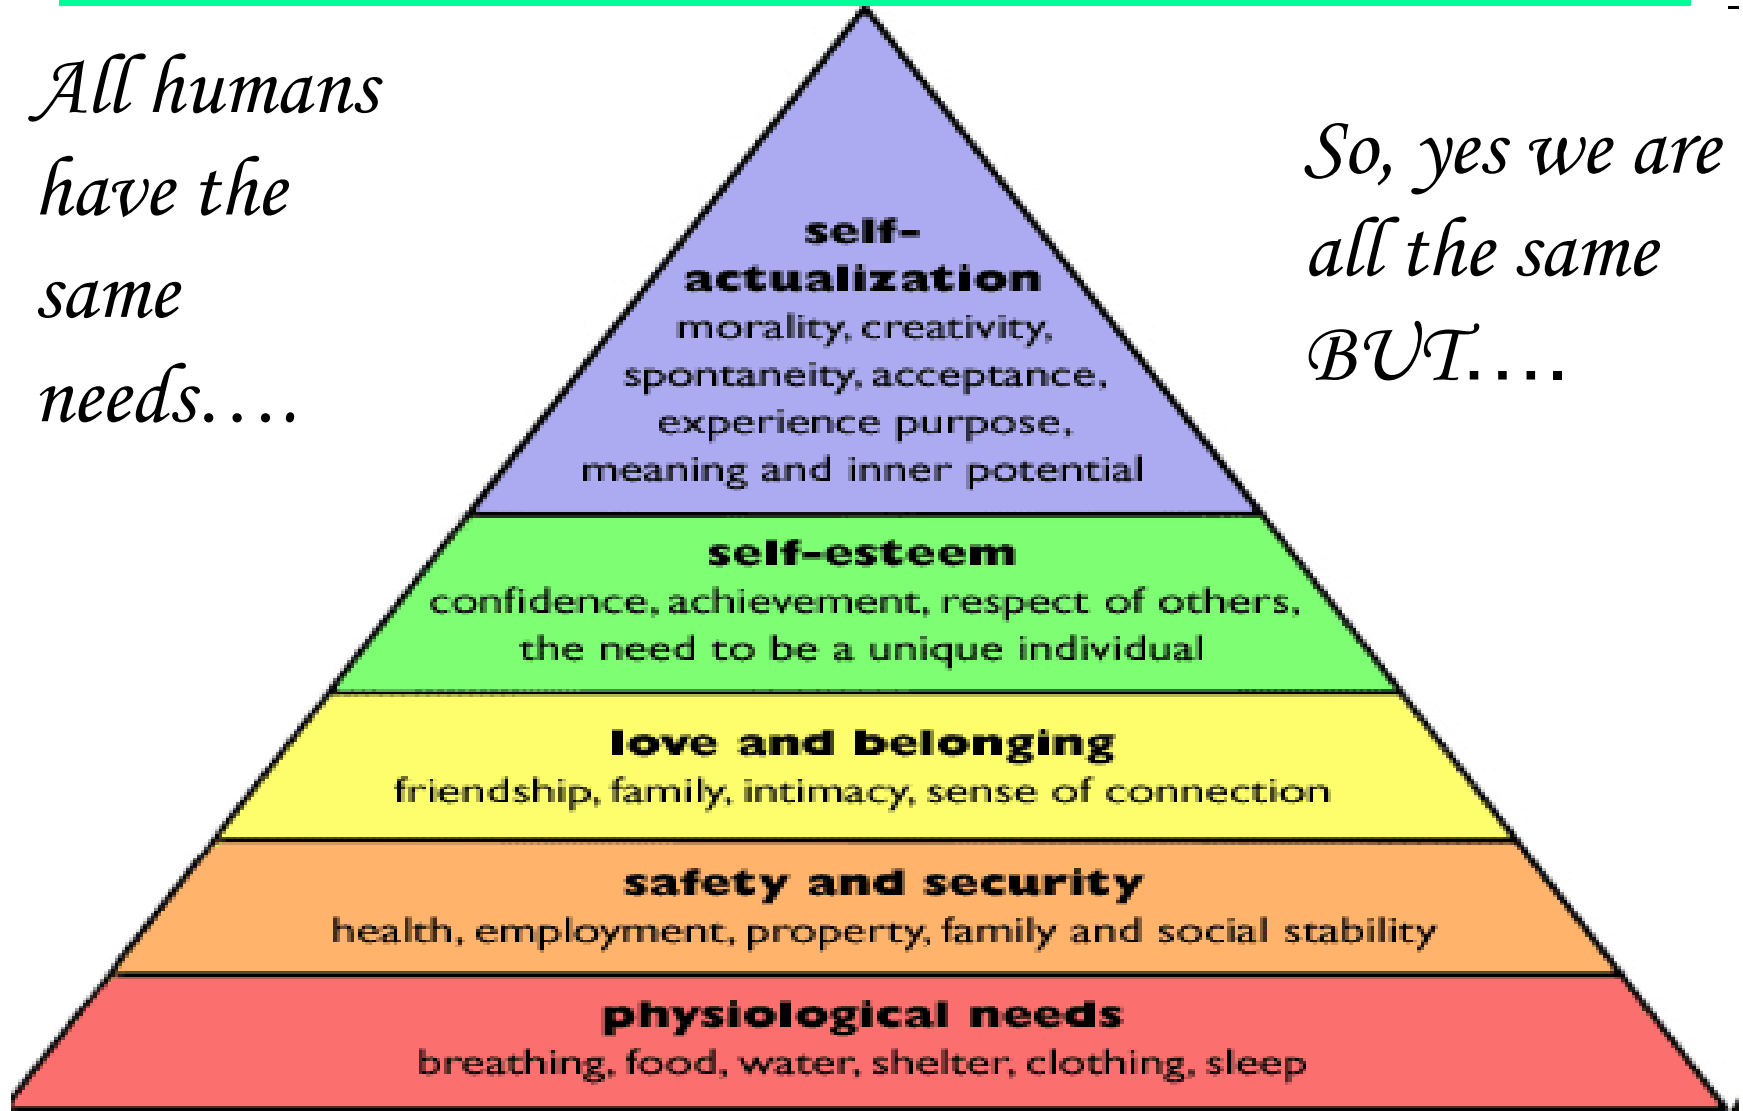 All humans
have the
same
needs….
So, yes we are
all the same
BUT….
self-
actualization
morality, creativity,
spontaneity, acceptance,
experience purpose,
meaning and inner potential
self-esteem
confidence, achievement, respect of others,
the need to be a unique individual
love and belonging
friendship, family, intimacy, sense of connection
safety and security
health, employment, property, family and social stability
physiological needs
breathing, food, water, shelter, clothing, sleep